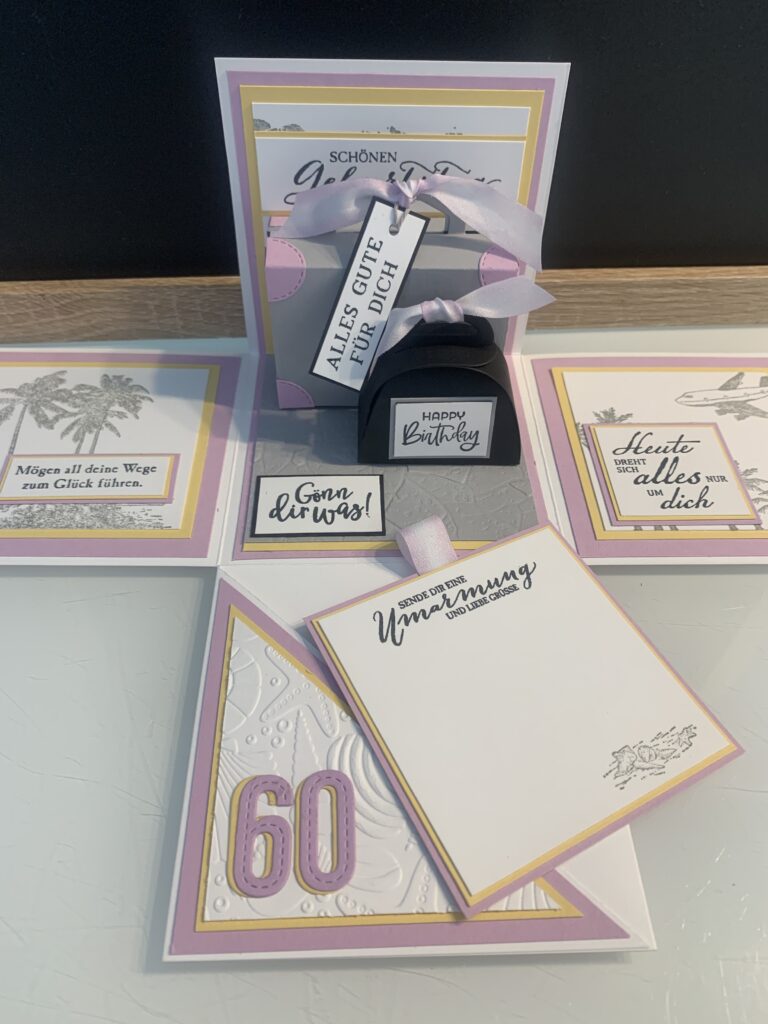 SCHÖNEN
ALLES GUTE
FÜR DICH
HAPPY
Birthday
Mögen all deine Wege
zum Glück führen.
Heute
DREHT
SICH alles NUR
UM dich
Gönn
dir was!
SENDE DIR EINE
Umarmung
UND LIEBE GRÜSSE
60